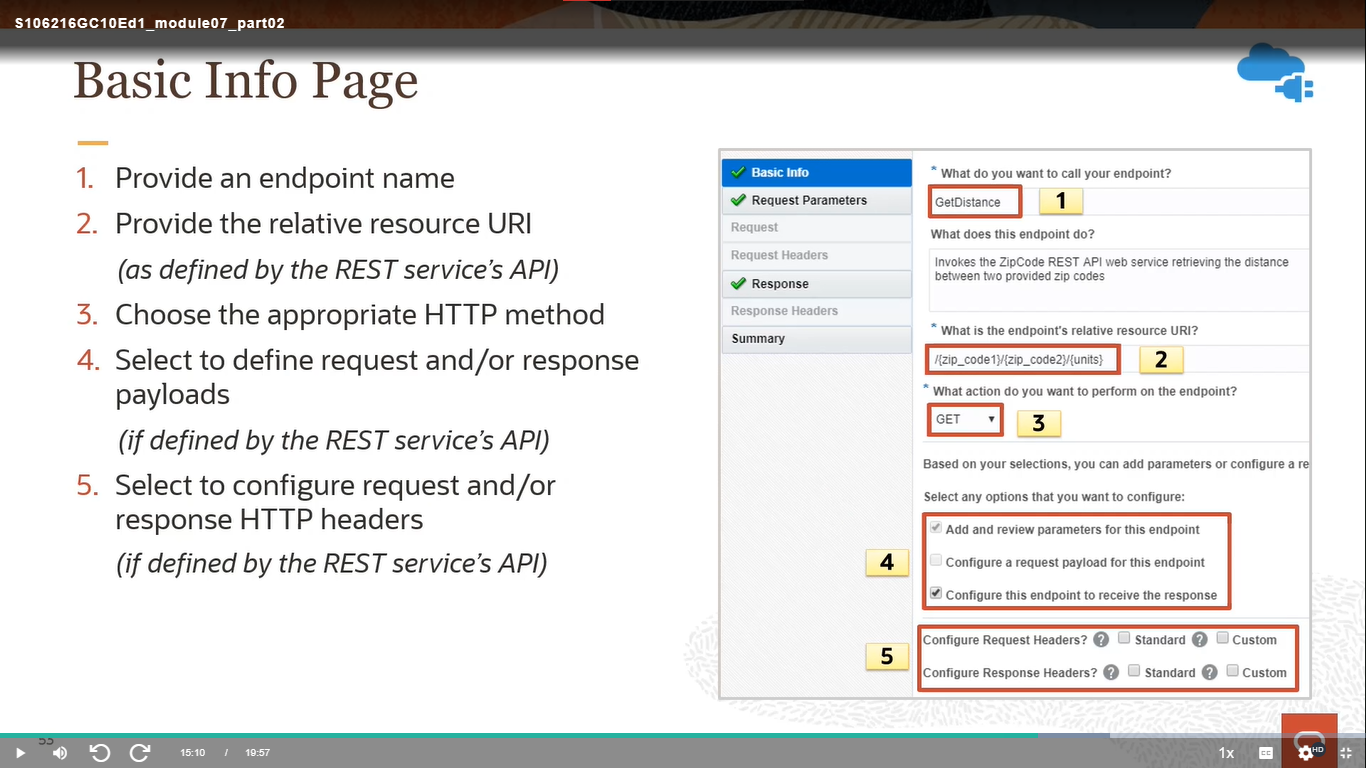 S106216GC10Ed1_module07_part02
Basic Info Page
1. Provide an endpoint name
2. Provide the relative resource URI
(as defined by the REST service’s API)
3. Choose the appropriate HTTP method
4. Select to define request and/or response
payloads
(if defined by the REST service’s API)
5. Select to configure request and/or
response HTTP headers
(if defined by the REST service’s API)
Basic Info
Request Parameters
Request
Request Headers
Response
Response Headers
Summary
* What do you want to call your endpoint?
GetDistance
1
What does this endpoint do?
Invokes the ZipCode REST API web service retrieving the distance
between two provided zip codes
* What is the endpoint's relative resource URI?
/{zip_code1}/{zip_code2}/{units}
2
* What action do you want to perform on the endpoint?
GET
3
Based on your selections, you can add parameters or configure a re
Select any options that you want to configure:
Add and review parameters for this endpoint
4
Configure a request payload for this endpoint
Configure this endpoint to receive the response
5
Configure Request Headers? ? Standard ? Custom
Configure Response Headers? ? Standard ? Custom
53
15:10 / 19:57
1x
CC
HD